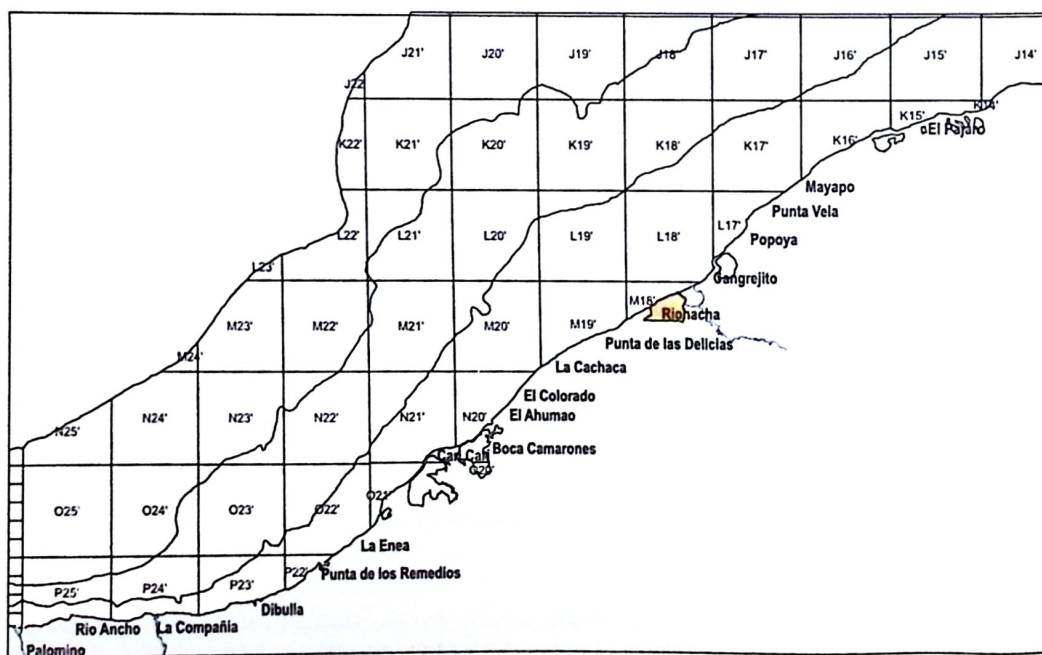 J21' J20' J19' J18' J17' J16' J15' J14'
J22'
K14'
K15'
El Pajaro
K22' K21' K20' K19' K18' K17' K16'
Mayapo
Punta Vela
L17'
L22' L21' L20' L19' L18'
Popoya
L23'
Cangrejito
M18'
Riohacha
M23' M22' M21' M20' M19'
Punta de las Delicias
M24'
La Cachaca
El Colorado
N25' N24' N23' N22' N21' N20'
El Ahumao
Boca Camarones
Cari Cari
O20'
O21'
O25' O24' O23' O22'
La Enea
P22'
Punta de los Remedios
P25' P24' P23'
Dibulla
Rio Ancho
La Compañia
Palomino